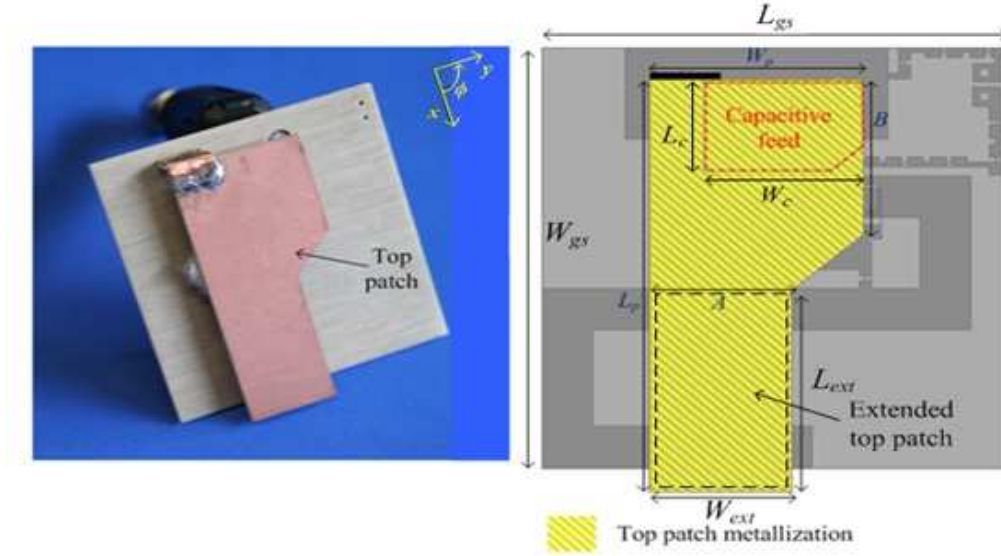 L_gs
y
φ
x
Top
patch
W_p
Capacitive
feed
L_c
B
W_c
W_gs
L_p
A
L_ext
Extended
top patch
W_ext
Top patch metallization